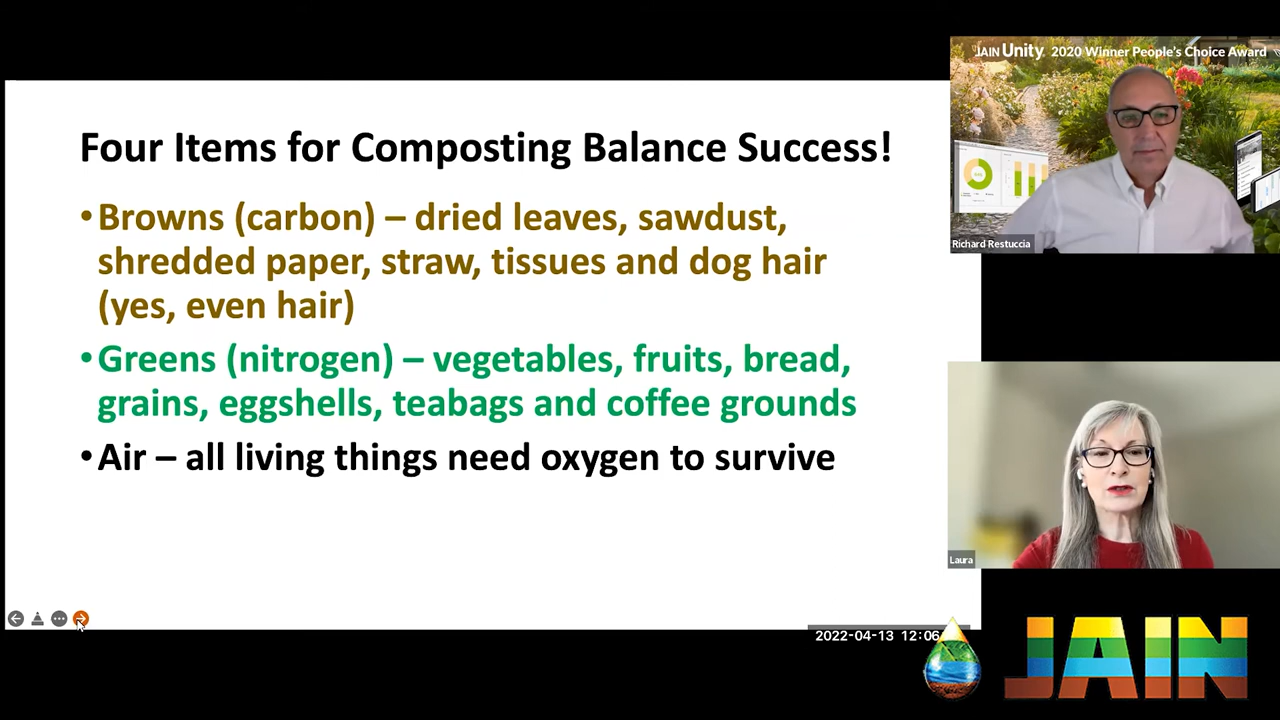 JAIN Unity. 2020 Winner People's Choice Award
Four Items for Composting Balance Success!
•Browns (carbon) – dried leaves, sawdust,
shredded paper, straw, tissues and dog hair
(yes, even hair)
•Greens (nitrogen) – vegetables, fruits, bread,
grains, eggshells, teabags and coffee grounds
•Air – all living things need oxygen to survive
Richard Restuccia
Laura
2022-04-13 12:06
JAIN